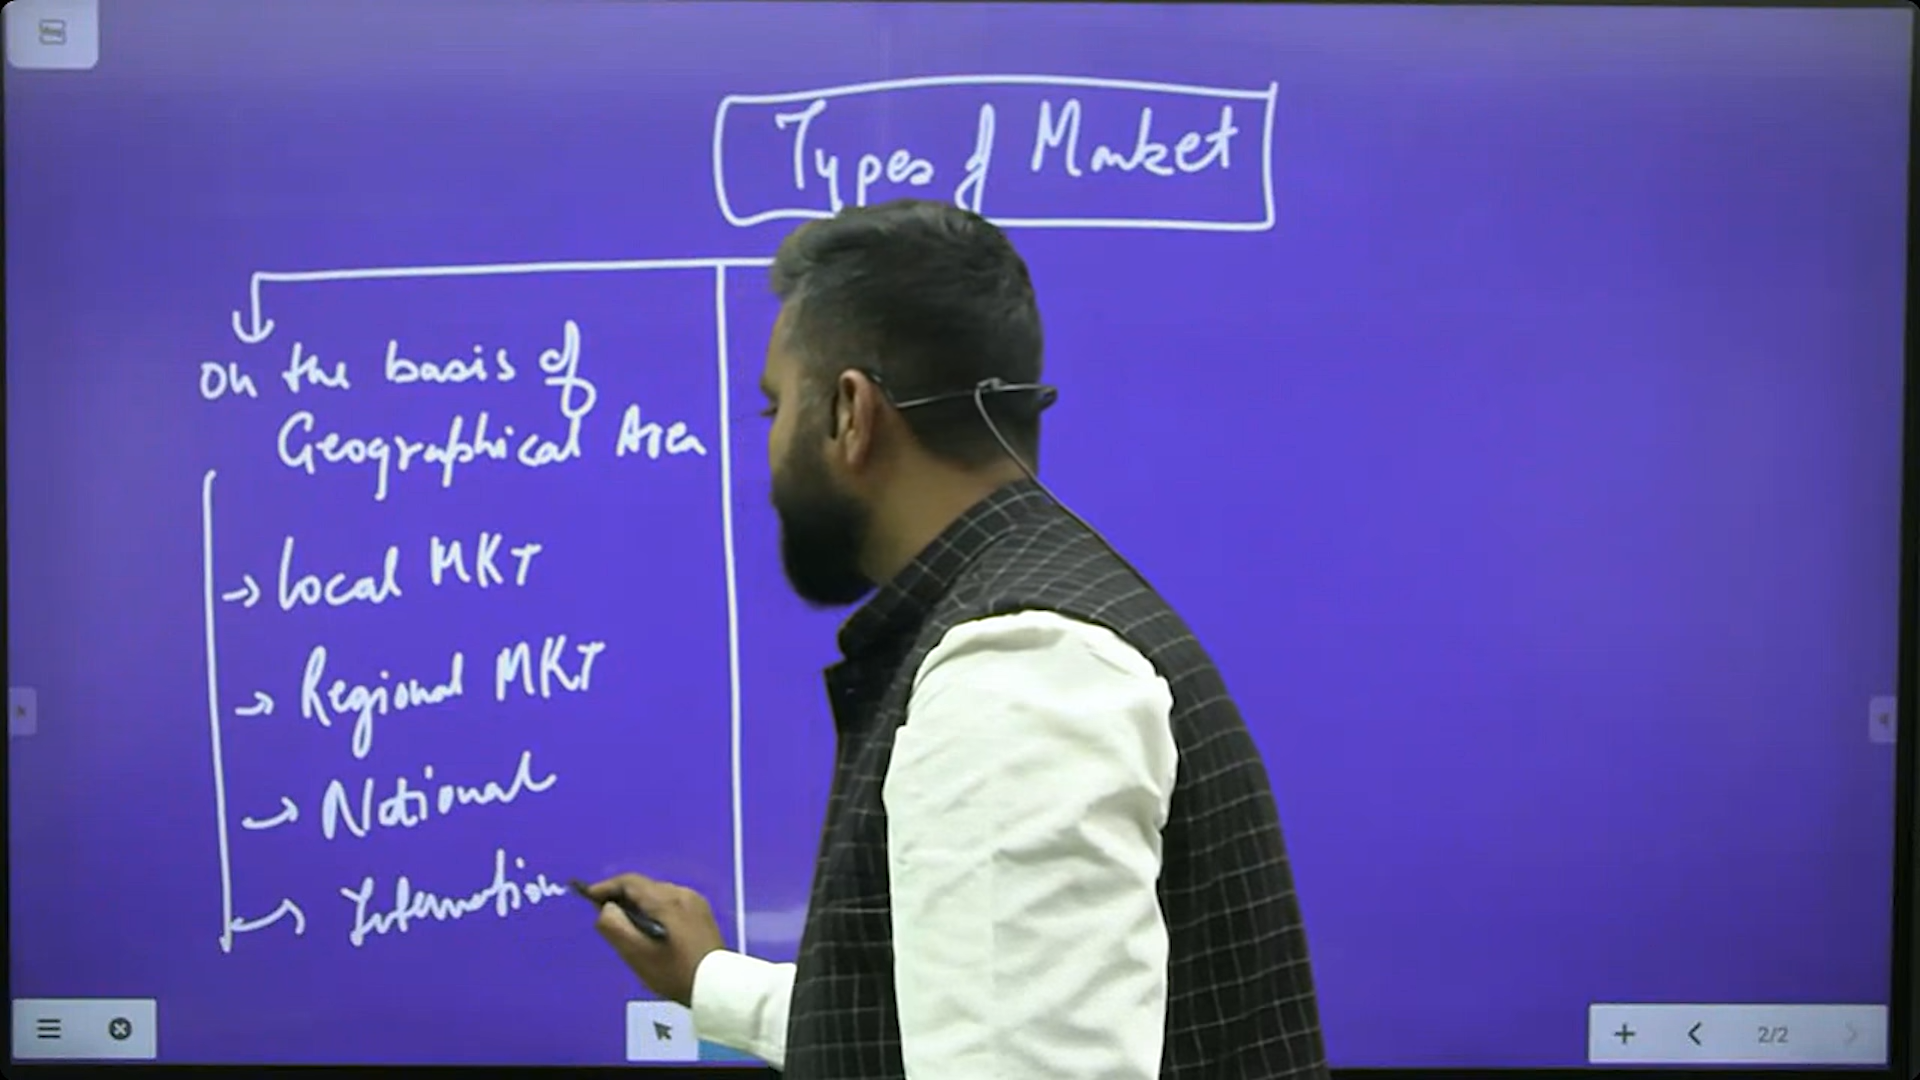 Types of Market
On the basis of
Geographical Area
→ Local MKT
→ Regional MKT
→ National
→ Internation
2/2